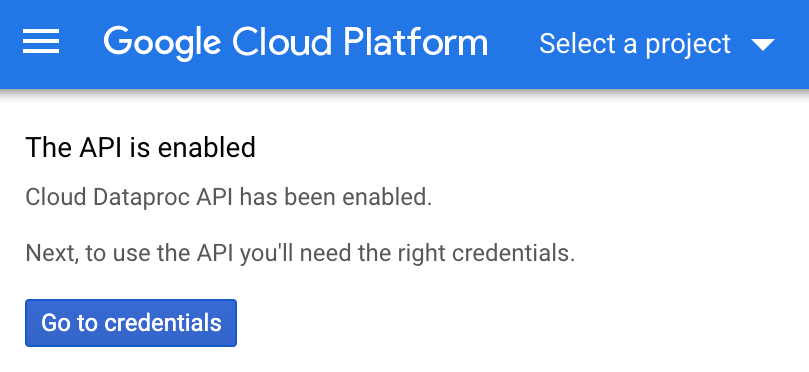 Google Cloud Platform Select a project
The API is enabled
Cloud Dataproc API has been enabled.
Next, to use the API you'll need the right credentials.
Go to credentials